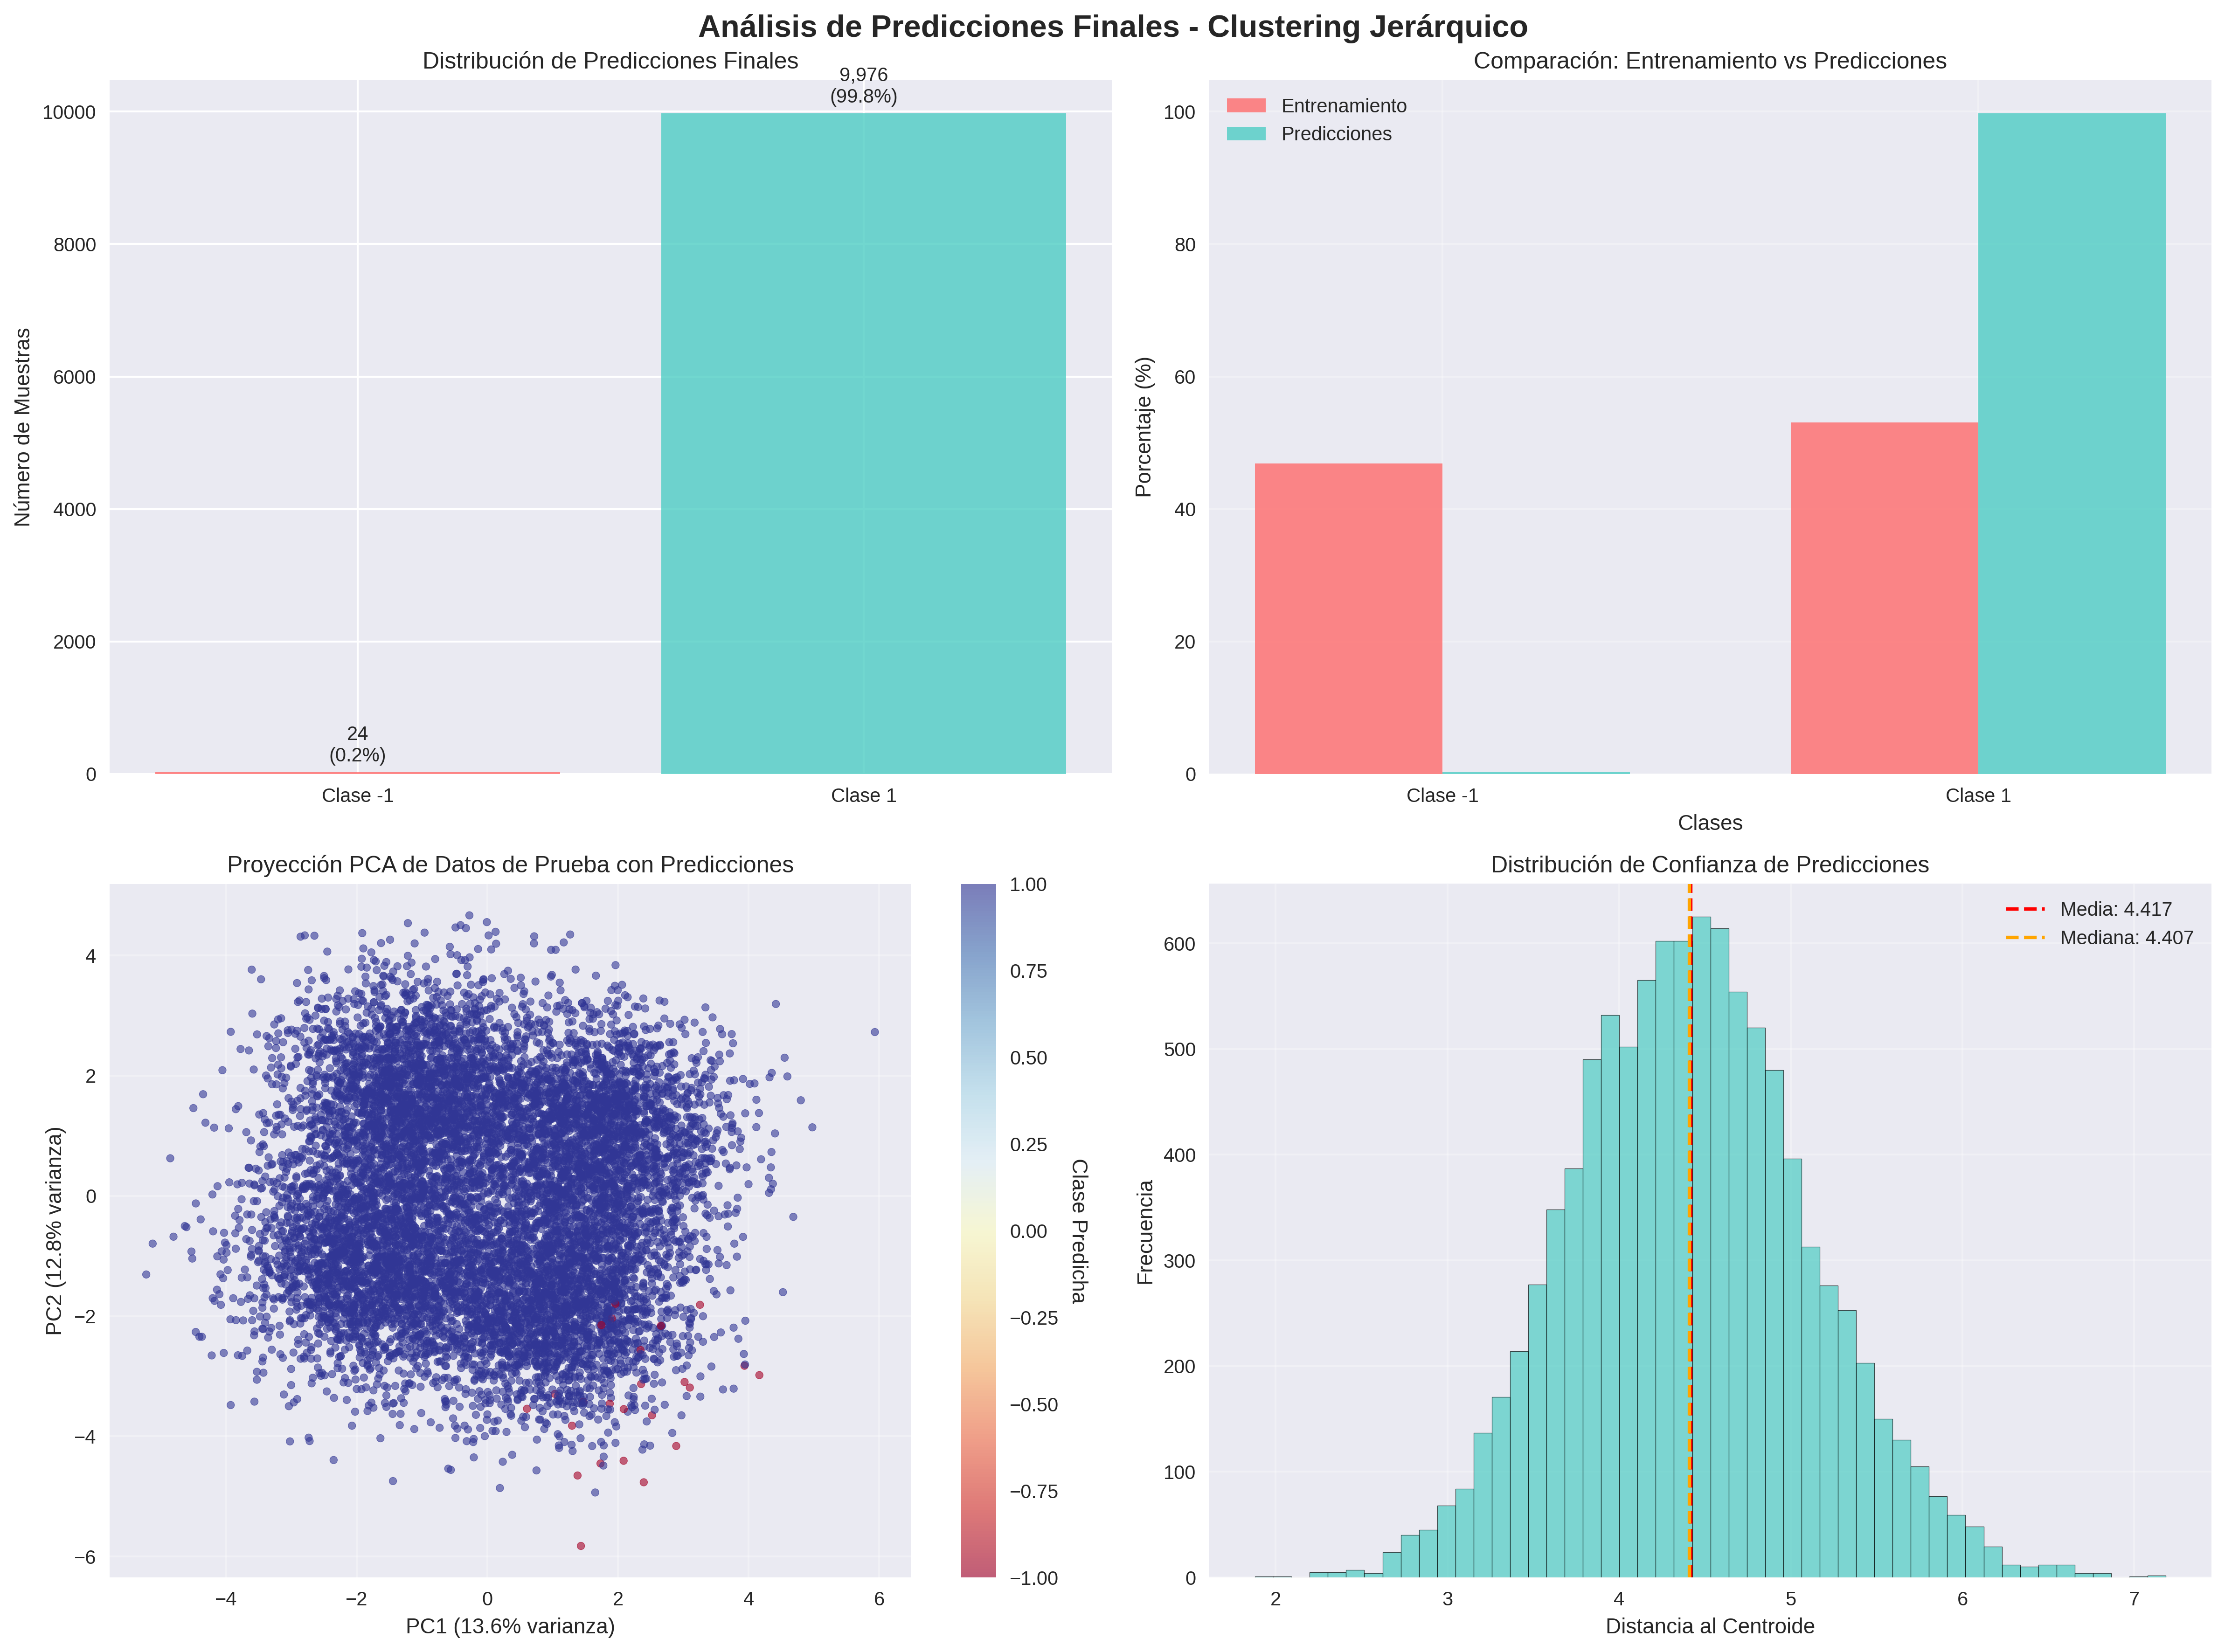 Análisis de Predicciones Finales - Clustering Jerárquico
Distribución de Predicciones Finales
9,976
(99.8%)
24
(0.2%)
10000
8000
6000
4000
2000
0
Número de Muestras
Clase -1
Clase 1
Comparación: Entrenamiento vs Predicciones
Entrenamiento
Predicciones
100
80
60
40
20
0
Porcentaje (%)
Clase -1
Clase 1
Clases
Proyección PCA de Datos de Prueba con Predicciones
4
2
0
−2
−4
−6
PC2 (12.8% varianza)
−4
−2
0
2
4
6
PC1 (13.6% varianza)
1.00
0.75
0.50
0.25
0.00
−0.25
−0.50
−0.75
−1.00
Clase Predicha
Distribución de Confianza de Predicciones
Media: 4.417
Mediana: 4.407
600
500
400
300
200
100
0
Frecuencia
2
3
4
5
6
7
Distancia al Centroide